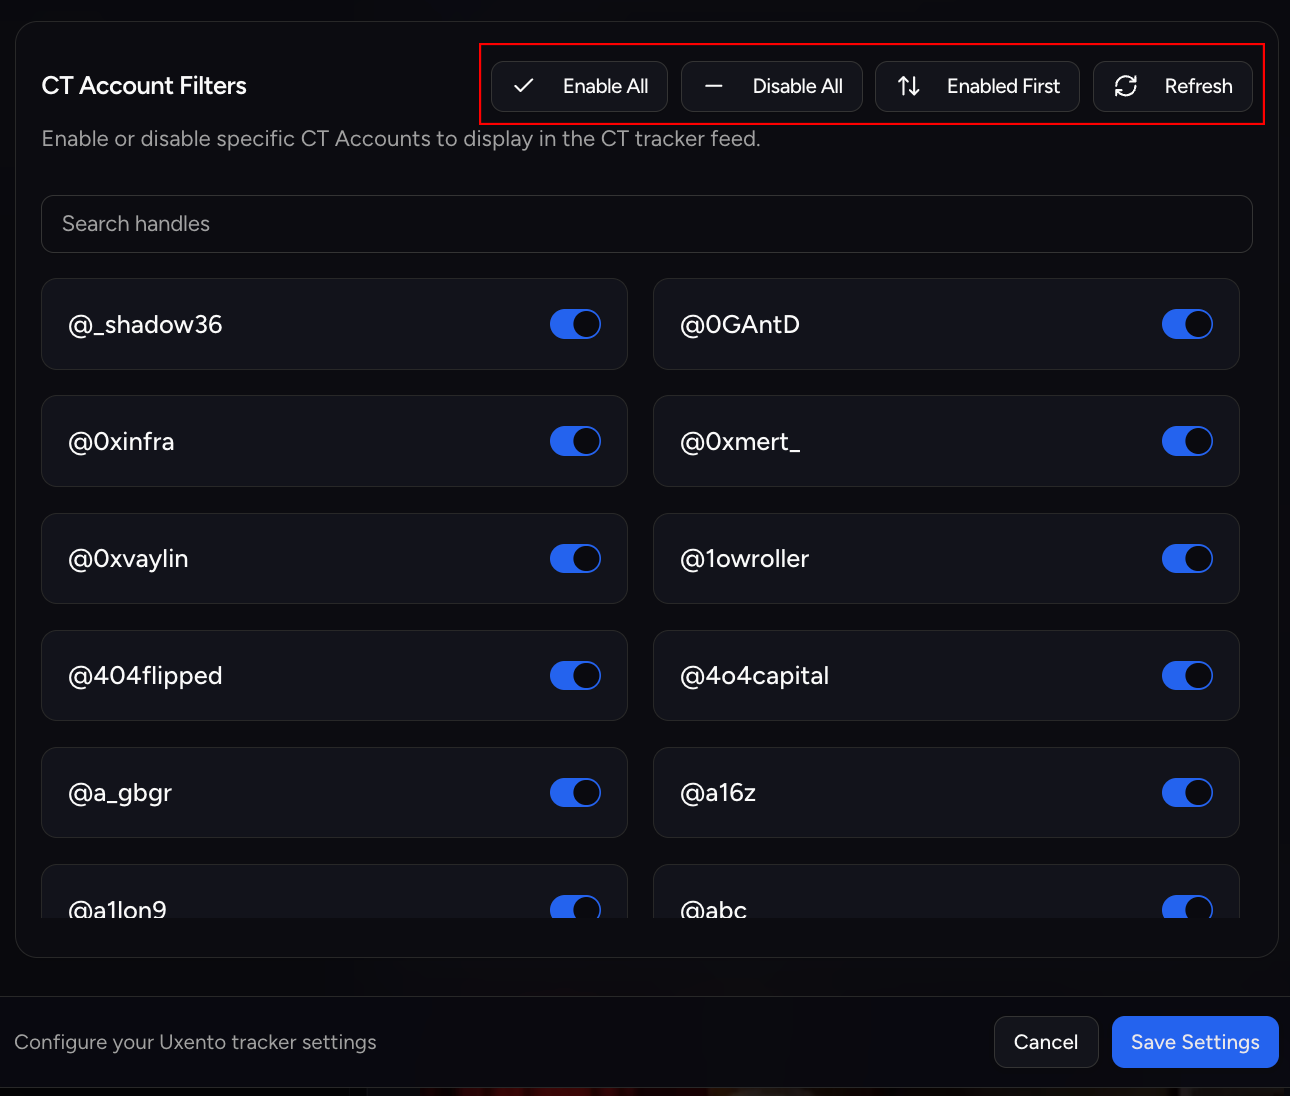 CT Account Filters
Enable All
Disable All
Enabled First
Refresh
Enable or disable specific CT Accounts to display in the CT tracker feed.
Search handles
@_shadow36
@0GAntD
@0xinfra
@0xmert_
@0xvaylin
@1owroller
@404flipped
@4o4capital
@a_gbgr
@a16z
@a1lon9
@abc
Configure your Uxento tracker settings
Cancel
Save Settings